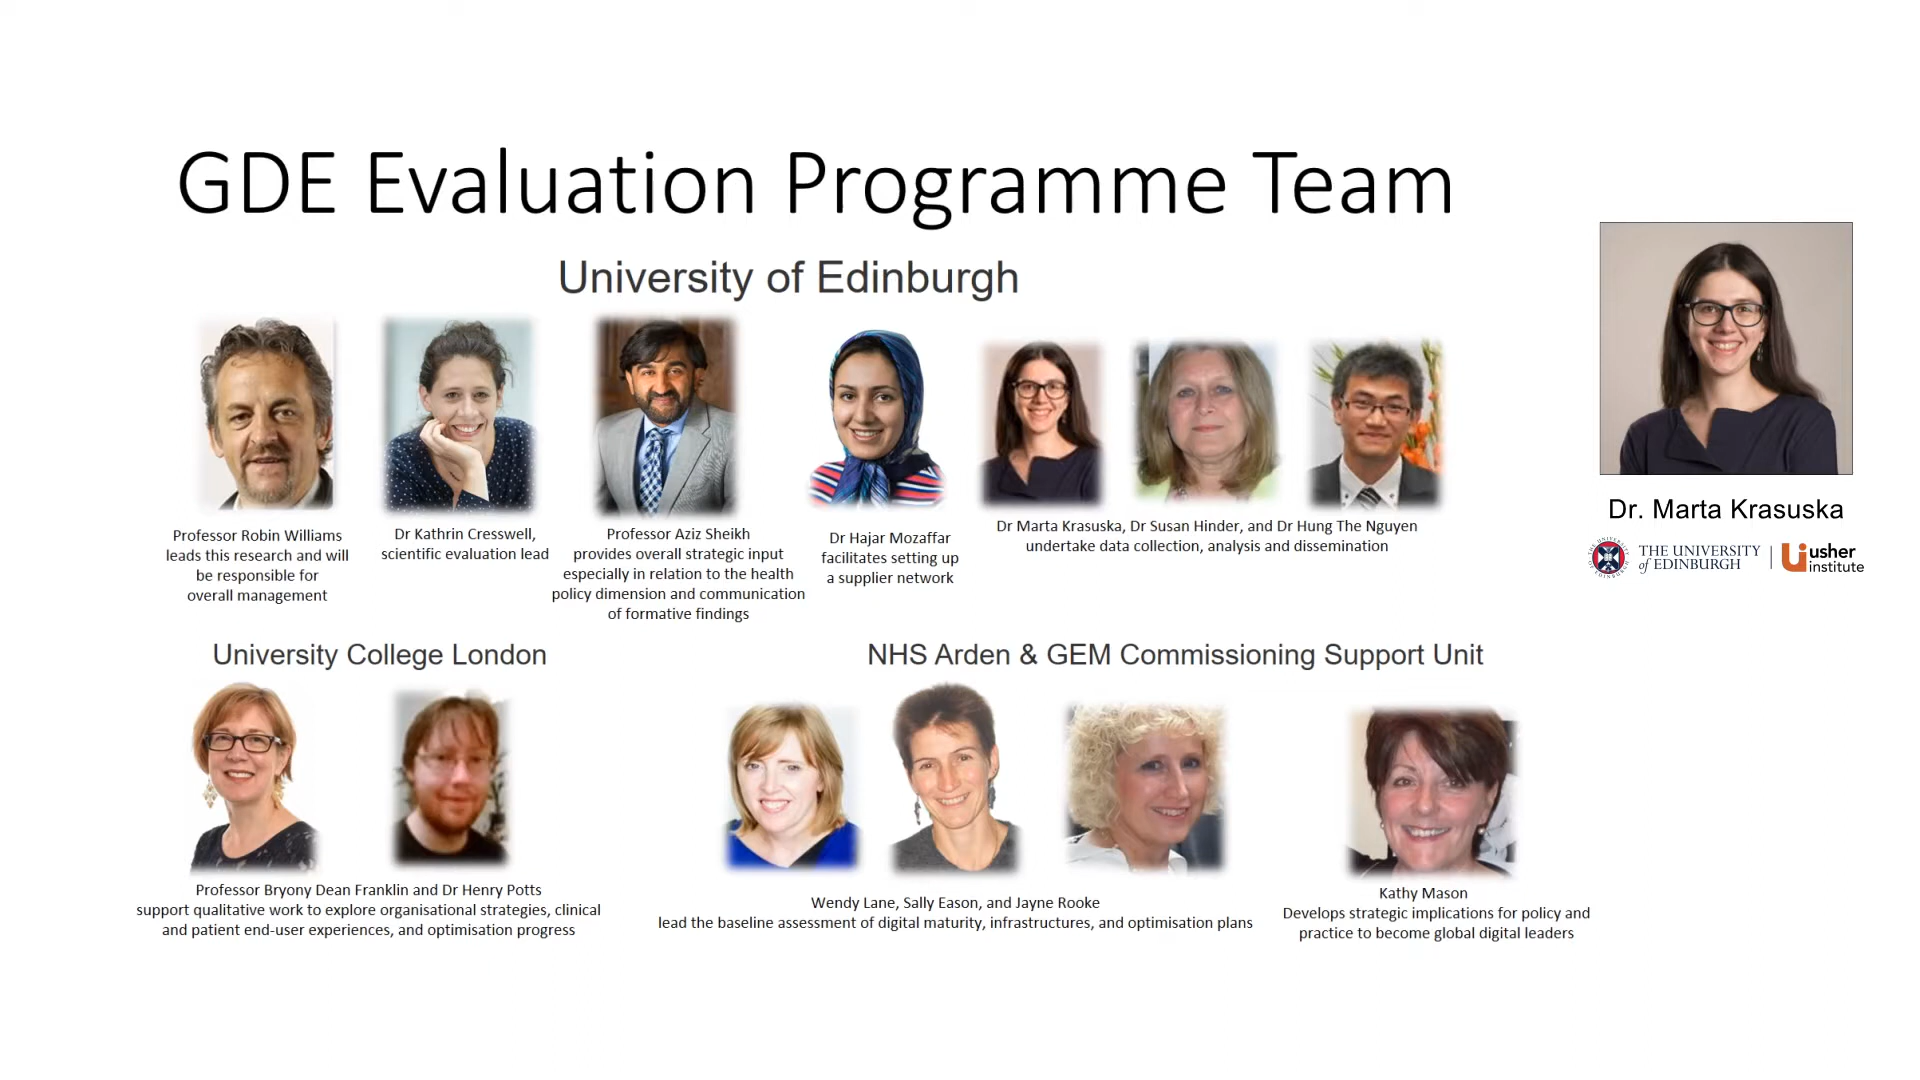 GDE Evaluation Programme Team
University of Edinburgh
Professor Robin Williams
leads this research and will
be responsible for
overall management
Dr Kathrin Cresswell,
scientific evaluation lead
Professor Aziz Sheikh
provides overall strategic input
especially in relation to the health
policy dimension and communication
of formative findings
Dr Hajar Mozaffar
facilitates setting up
a supplier network
Dr Marta Krasuska, Dr Susan Hinder, and Dr Hung The Nguyen
undertake data collection, analysis and dissemination
Dr. Marta Krasuska
THE UNIVERSITY
of EDINBURGH
usher
institute
University College London
Professor Bryony Dean Franklin and Dr Henry Potts
support qualitative work to explore organisational strategies, clinical
and patient end-user experiences, and optimisation progress
NHS Arden & GEM Commissioning Support Unit
Wendy Lane, Sally Eason, and Jayne Rooke
lead the baseline assessment of digital maturity, infrastructures, and optimisation plans
Kathy Mason
Develops strategic implications for policy and
practice to become global digital leaders